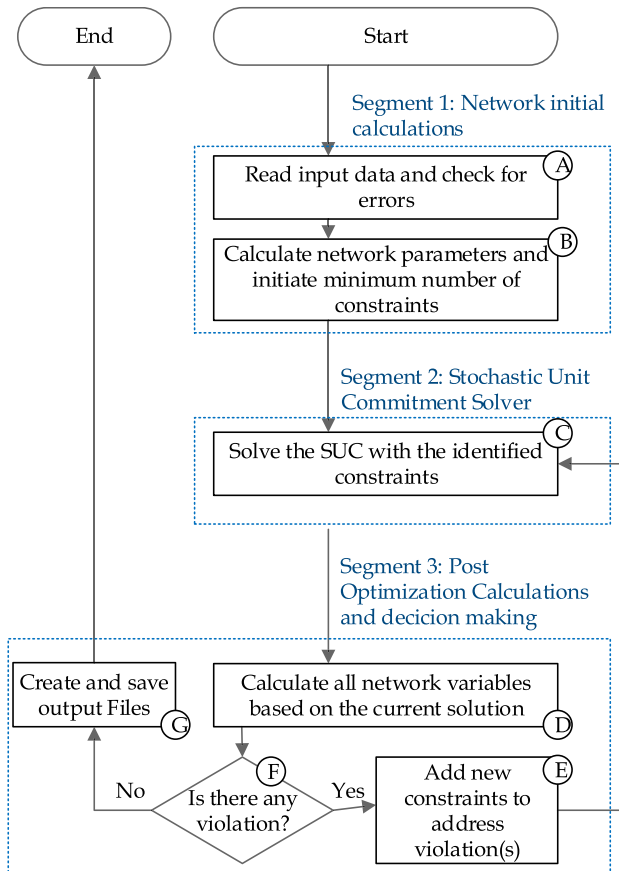 End
Start
Segment 1: Network initial
calculations
A
Read input data and check for
errors
B
Calculate network parameters and
initiate minimum number of
constraints
Segment 2: Stochastic Unit
Commitment Solver
C
Solve the SUC with the identified
constraints
Segment 3: Post
Optimization Calculations
and decicion making
Create and save
output Files
G
Calculate all network variables
based on the current solution
D
F
Is there any
violation?
No
Yes
E
Add new
constraints to
address
violation(s)